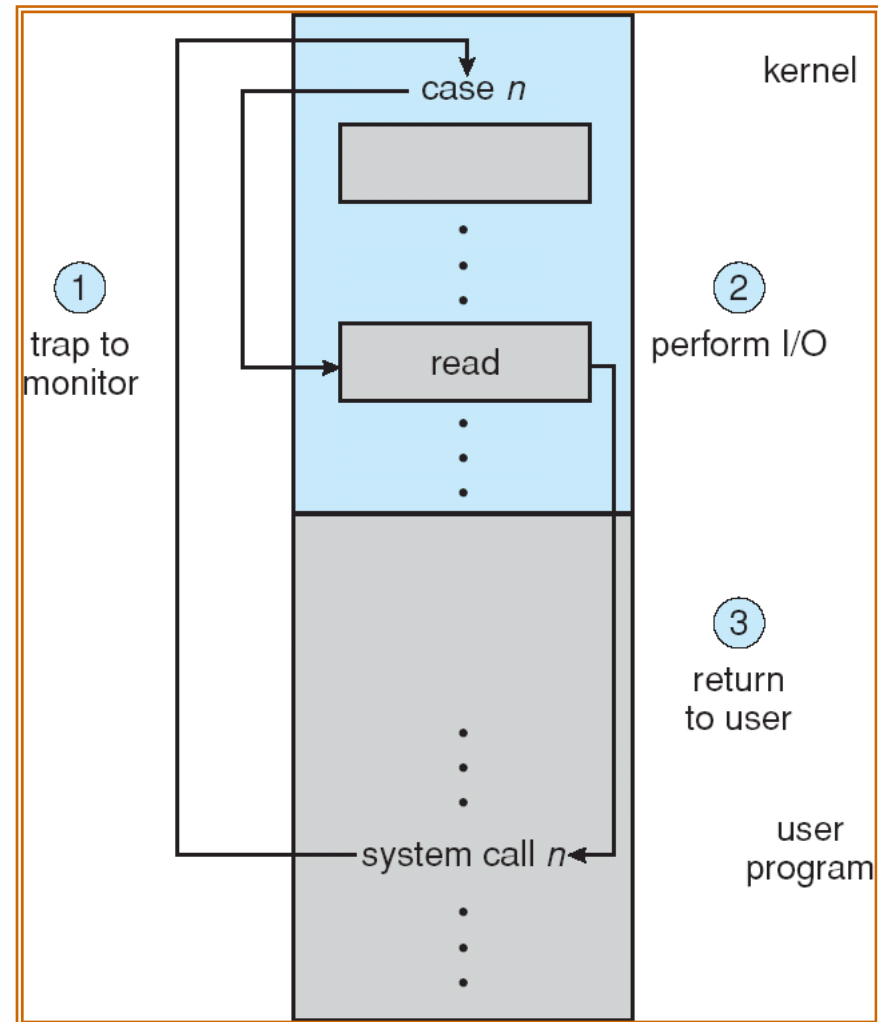 kernel
case n
1
trap to
monitor
2
perform I/O
read
3
return
to user
system call n
user
program